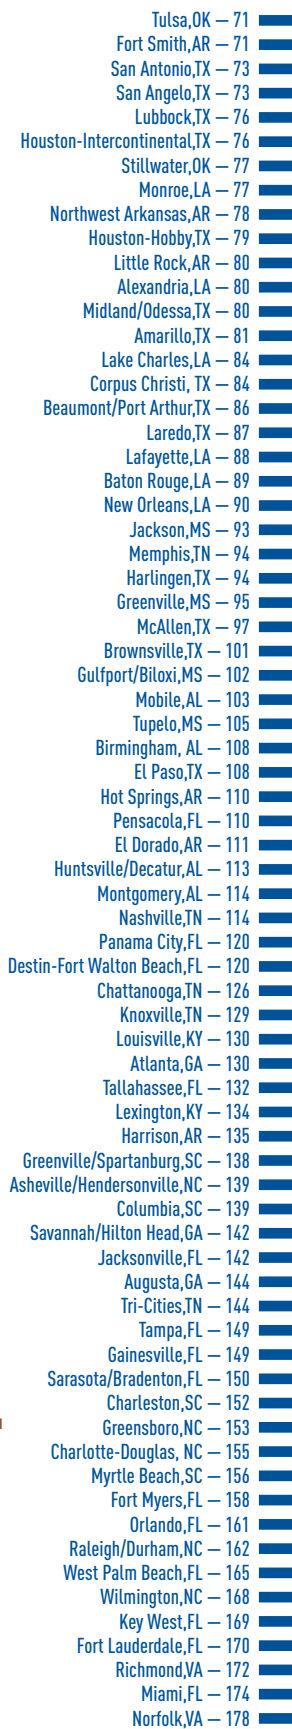 Tulsa,OK — 71
Fort Smith,AR — 71
San Antonio,TX — 73
San Angelo,TX — 73
Lubbock,TX — 76
Houston-Intercontinental,TX — 76
Stillwater,OK — 77
Monroe,LA — 77
Northwest Arkansas,AR — 78
Houston-Hobby,TX — 79
Little Rock,AR — 80
Alexandria,LA — 80
Midland/Odessa,TX — 80
Amarillo,TX — 81
Lake Charles,LA — 84
Corpus Christi, TX — 84
Beaumont/Port Arthur,TX — 86
Laredo,TX — 87
Lafayette,LA — 88
Baton Rouge,LA — 89
New Orleans,LA — 90
Jackson,MS — 93
Memphis,TN — 94
Harlingen,TX — 94
Greenville,MS — 95
McAllen,TX — 97
Brownsville,TX — 101
Gulfport/Biloxi,MS — 102
Mobile,AL — 103
Tupelo,MS — 105
Birmingham, AL — 108
El Paso,TX — 108
Hot Springs,AR — 110
Pensacola,FL — 110
El Dorado,AR — 111
Huntsville/Decatur,AL — 113
Montgomery,AL — 114
Nashville,TN — 114
Panama City,FL — 120
Destin-Fort Walton Beach,FL — 120
Chattanooga,TN — 126
Knoxville,TN — 129
Louisville,KY — 130
Atlanta,GA — 130
Tallahassee,FL — 132
Lexington,KY — 134
Harrison,AR — 135
Greenville/Spartanburg,SC — 138
Asheville/Hendersonville,NC — 139
Columbia,SC — 139
Savannah/Hilton Head,GA — 142
Jacksonville,FL — 142
Augusta,GA — 144
Tri-Cities,TN — 144
Tampa,FL — 149
Gainesville,FL — 149
Sarasota/Bradenton,FL — 150
Charleston,SC — 152
Greensboro,NC — 153
Charlotte-Douglas, NC — 155
Myrtle Beach,SC — 156
Fort Myers,FL — 158
Orlando,FL — 161
Raleigh/Durham,NC — 162
West Palm Beach,FL — 165
Wilmington,NC — 168
Key West,FL — 169
Fort Lauderdale,FL — 170
Richmond,VA — 172
Miami,FL — 174
Norfolk,VA — 178